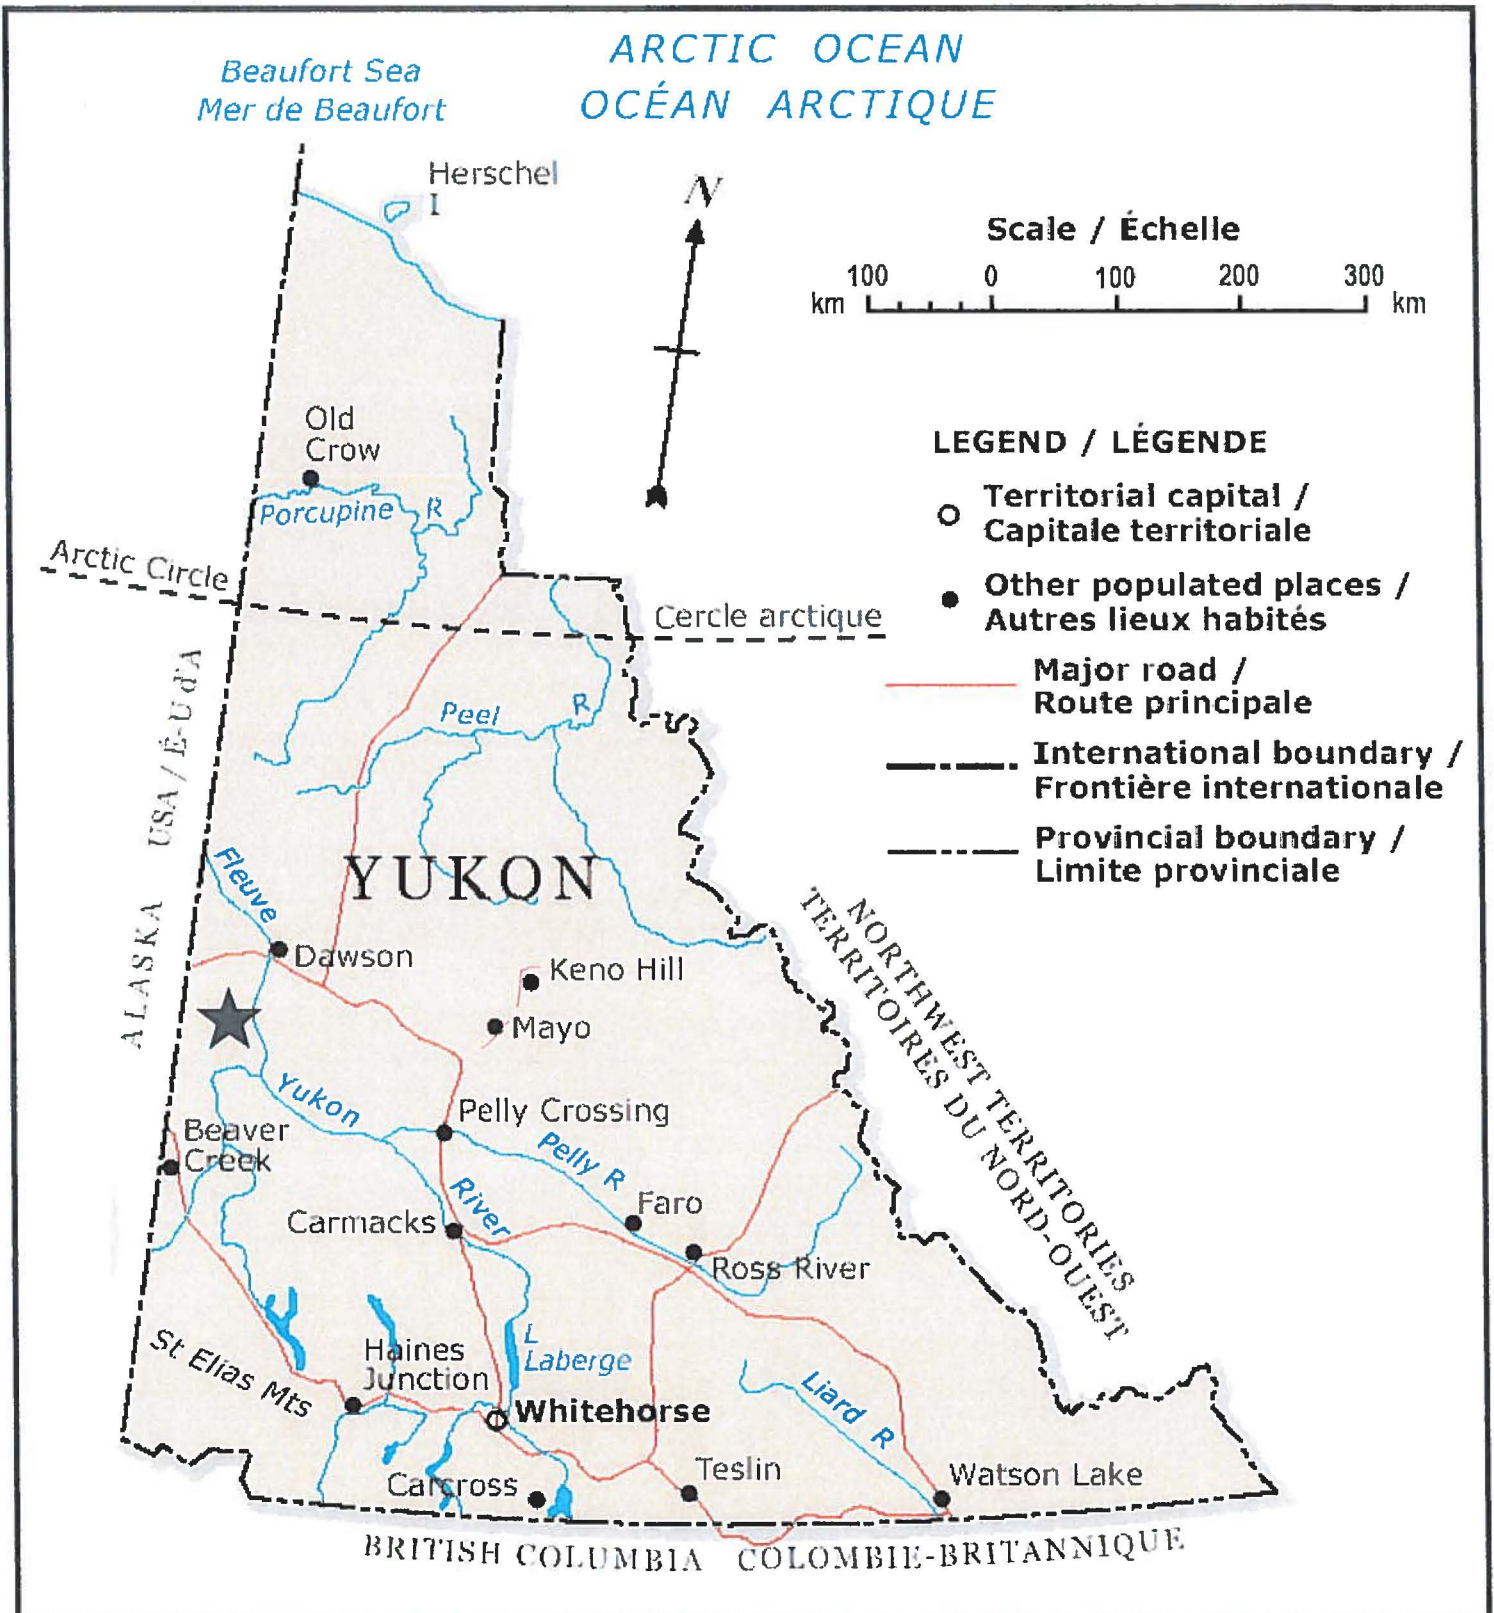 ARCTIC OCEAN
OCÉAN ARCTIQUE
Beaufort Sea
Mer de Beaufort
Herschel
I
N
Scale / Échelle
100 0 100 200 300
km km
Old
Crow
Porcupine R
LEGEND / LÉGENDE
Territorial capital /
Capitale territoriale
Other populated places /
Autres lieux habités
Major road /
Route principale
International boundary /
Frontière internationale
Provincial boundary /
Limite provinciale
Arctic Circle
Cercle arctique
ALASKA USA / É-U d'A
Peel R
YUKON
Fleuve
Dawson
Keno Hill
Mayo
NORTHWEST TERRITORIES
TERRITOIRES DU NORD-OUEST
Yukon
River
Pelly Crossing
Pelly R
Beaver
Creek
Carmacks
Faro
Ross River
St Elias Mts
Haines
Junction
L
Laberge
Whitehorse
Liard R
Carcross
Teslin
Watson Lake
BRITISH COLUMBIA COLOMBIE-BRITANNIQUE